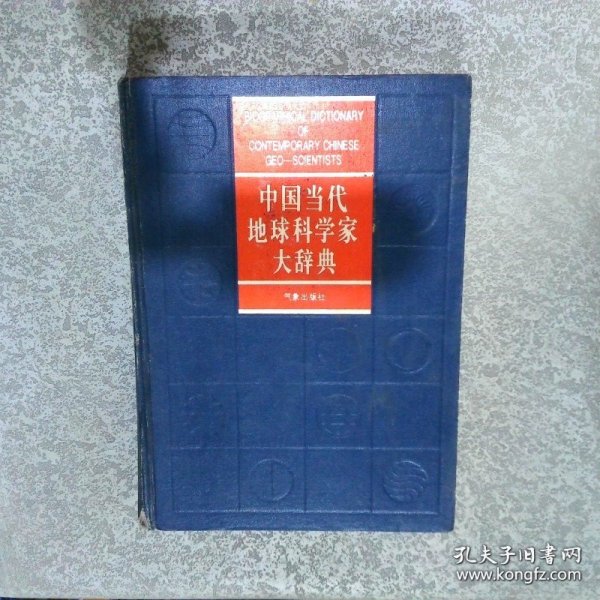 BIOGRAPHICAL DICTIONARY
OF
CONTEMPORARY CHINESE
GEO—SCIENTISTS
中国当代
地球科学家
大辞典
气象出版社
孔夫子旧书网
www.kongfz.com